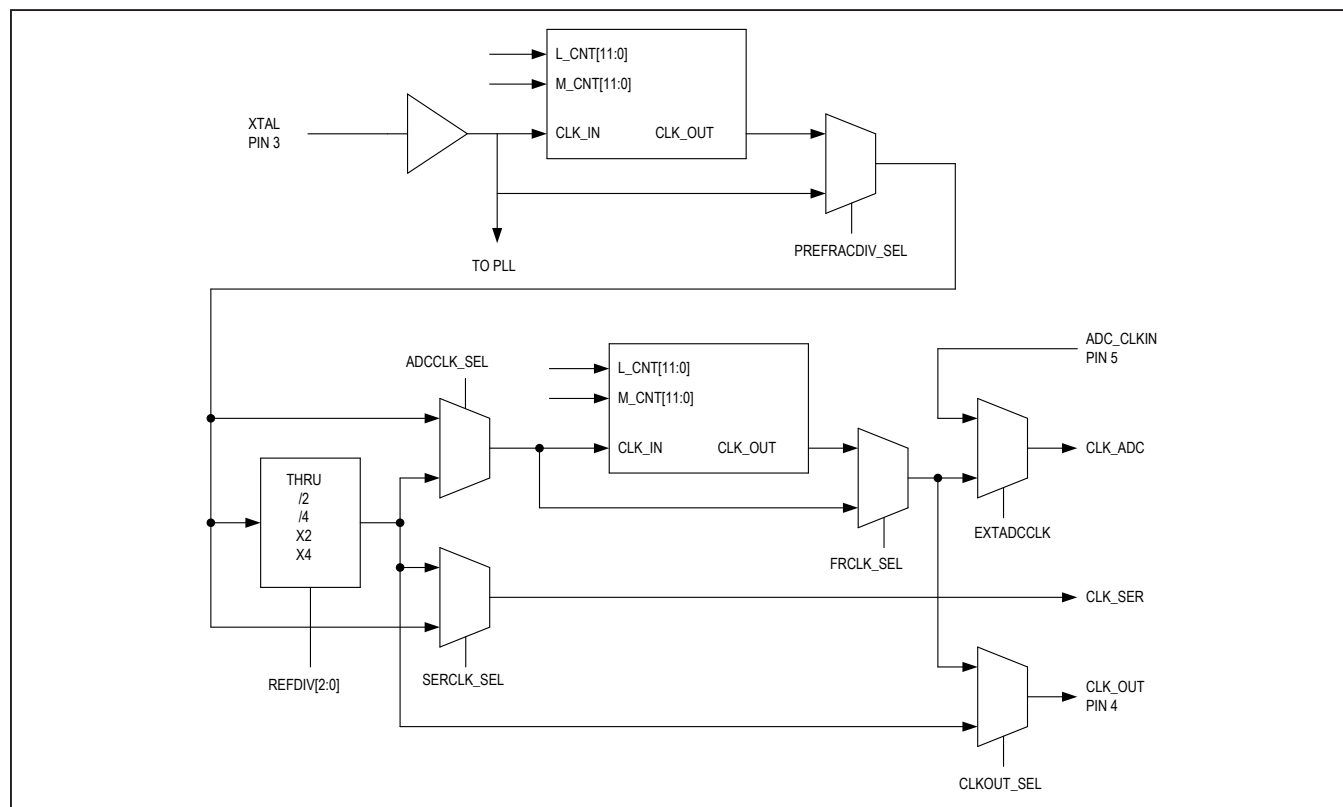 L_CNT[11:0]
M_CNT[11:0]
XTAL
PIN 3
CLK_IN
CLK_OUT
PREFRACDIV_SEL
TO PLL
ADC_CLKIN
PIN 5
ADCCLK_SEL
L_CNT[11:0]
M_CNT[11:0]
CLK_IN
CLK_OUT
CLK_ADC
THRU
/2
/4
X2
X4
EXTADCCLK
FRCLK_SEL
CLK_SER
REFDIV[2:0]
SERCLK_SEL
CLK_OUT
PIN 4
CLKOUT_SEL